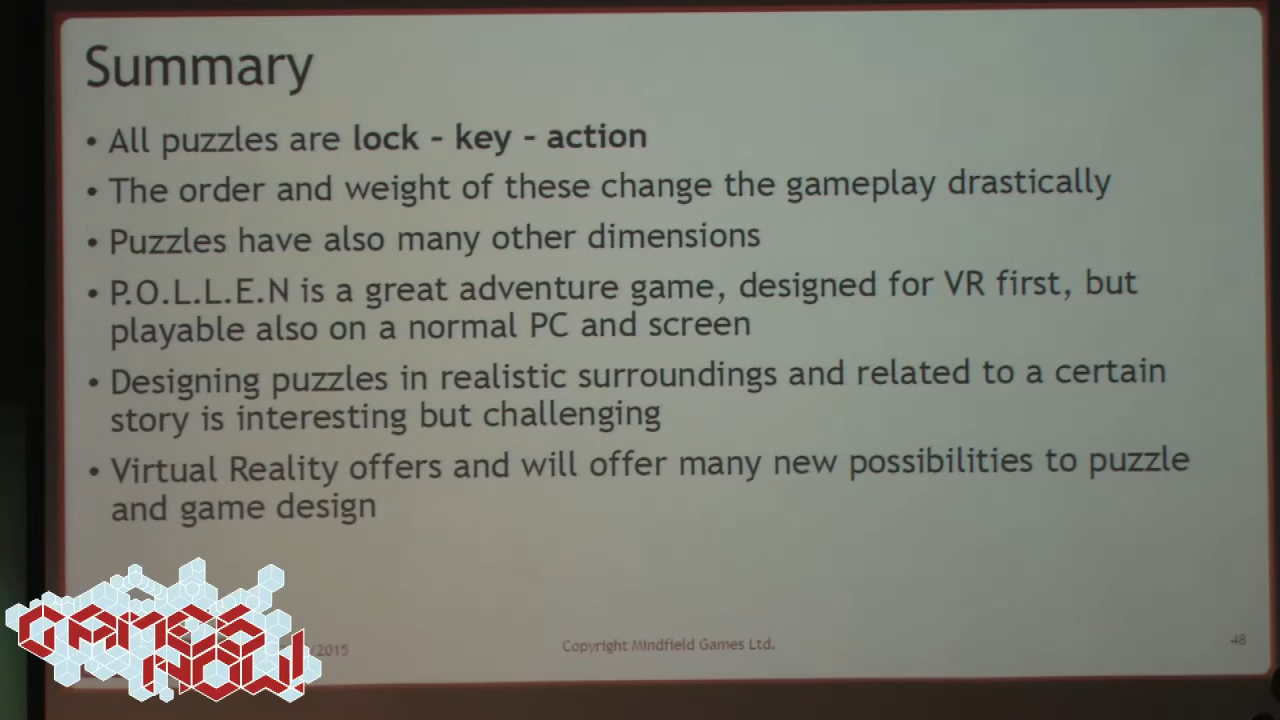 Summary
• All puzzles are lock – key – action
• The order and weight of these change the gameplay drastically
• Puzzles have also many other dimensions
• P.O.L.L.E.N is a great adventure game, designed for VR first, but
playable also on a normal PC and screen
• Designing puzzles in realistic surroundings and related to a certain
story is interesting but challenging
• Virtual Reality offers and will offer many new possibilities to puzzle
and game design
GAMES
NOW!
/2015
Copyright Mindfield Games Ltd.
48